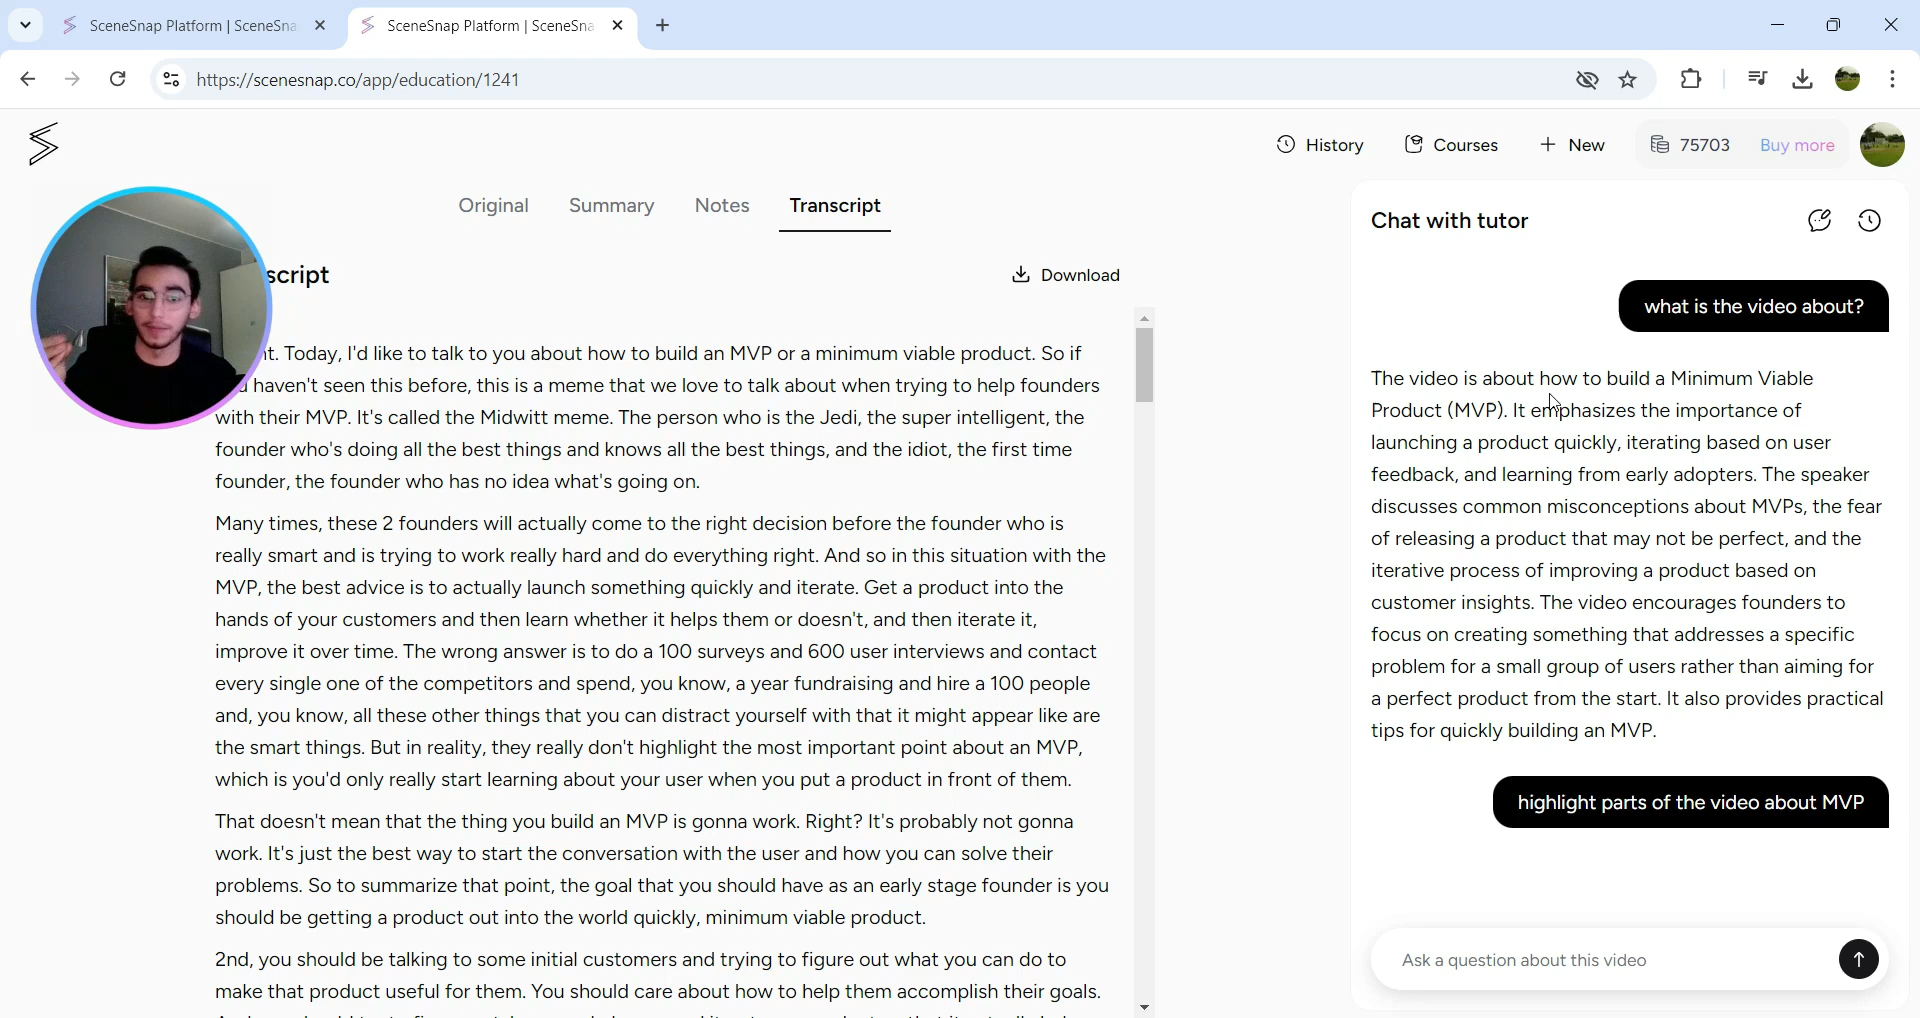 SceneSnap Platform | SceneSna
SceneSnap Platform | SceneSna
https://scenesnap.co/app/education/1241
History
Courses
New
75703
Buy more
Original
Summary
Notes
Transcript
Chat with tutor
script
Download
what is the video about?
Today, I'd like to talk to you about how to build an MVP or a minimum viable product. So if
haven't seen this before, this is a meme that we love to talk about when trying to help founders
with their MVP. It's called the Midwitt meme. The person who is the Jedi, the super intelligent, the
founder who's doing all the best things and knows all the best things, and the idiot, the first time
founder, the founder who has no idea what's going on.
Many times, these 2 founders will actually come to the right decision before the founder who is
really smart and is trying to work really hard and do everything right. And so in this situation with the
MVP, the best advice is to actually launch something quickly and iterate. Get a product into the
hands of your customers and then learn whether it helps them or doesn't, and then iterate it,
improve it over time. The wrong answer is to do a 100 surveys and 600 user interviews and contact
every single one of the competitors and spend, you know, a year fundraising and hire a 100 people
and, you know, all these other things that you can distract yourself with that it might appear like are
the smart things. But in reality, they really don't highlight the most important point about an MVP,
which is you'd only really start learning about your user when you put a product in front of them.
That doesn't mean that the thing you build an MVP is gonna work. Right? It's probably not gonna
work. It's just the best way to start the conversation with the user and how you can solve their
problems. So to summarize that point, the goal that you should have as an early stage founder is you
should be getting a product out into the world quickly, minimum viable product.
2nd, you should be talking to some initial customers and trying to figure out what you can do to
make that product useful for them. You should care about how to help them accomplish their goals.
The video is about how to build a Minimum Viable
Product (MVP). It emphasizes the importance of
launching a product quickly, iterating based on user
feedback, and learning from early adopters. The speaker
discusses common misconceptions about MVPs, the fear
of releasing a product that may not be perfect, and the
iterative process of improving a product based on
customer insights. The video encourages founders to
focus on creating something that addresses a specific
problem for a small group of users rather than aiming for
a perfect product from the start. It also provides practical
tips for quickly building an MVP.
highlight parts of the video about MVP
Ask a question about this video